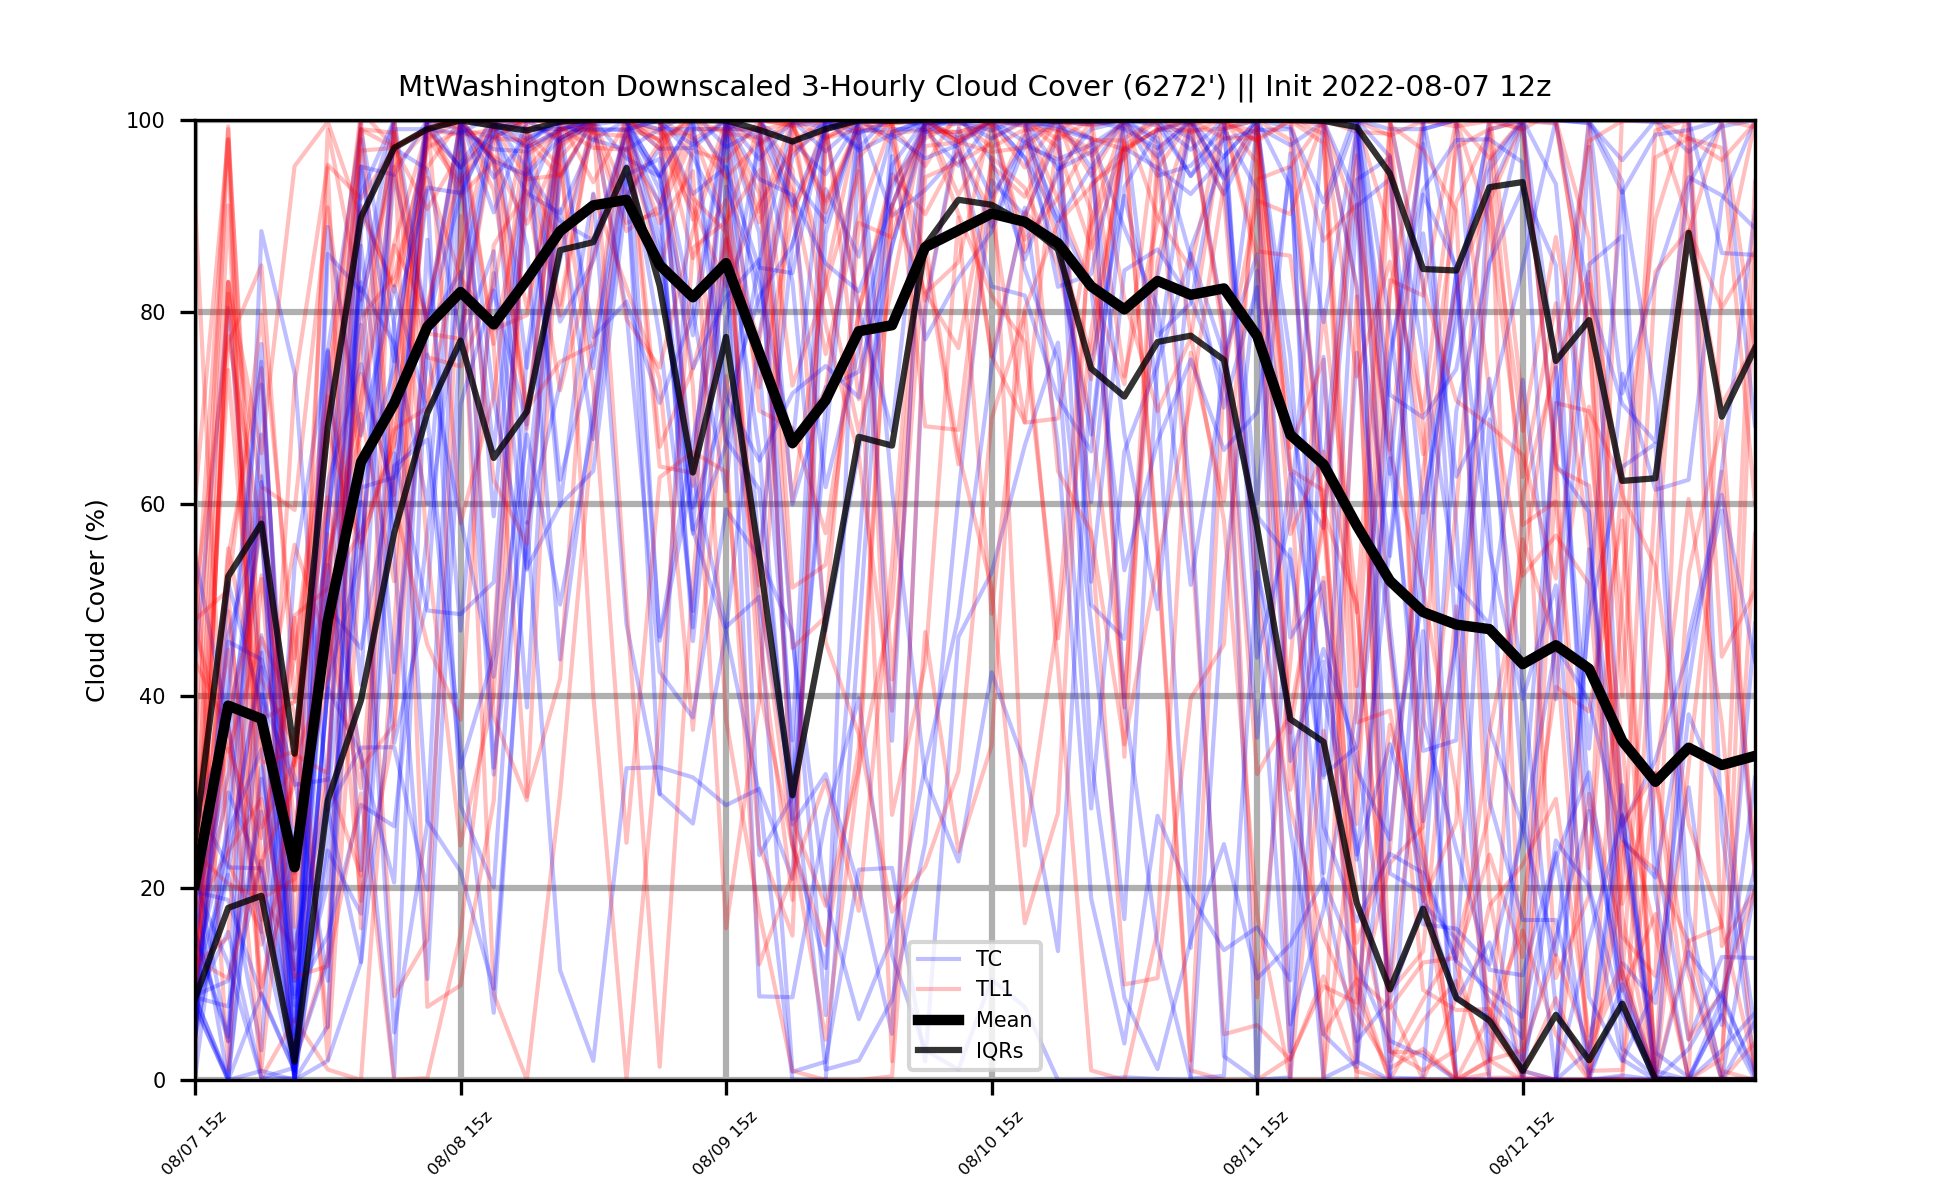 MtWashington Downscaled 3-Hourly Cloud Cover (6272') || Init 2022-08-07 12z
Cloud Cover (%)
100
80
60
40
20
0
TC
TL1
Mean
IQRs
08/07 15z
08/08 15z
08/09 15z
08/10 15z
08/11 15z
08/12 15z